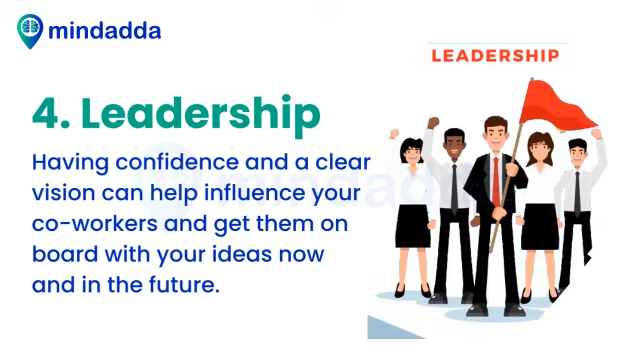 mindadda
LEADERSHIP
4. Leadership
Having confidence and a clear
vision can help influence your
co-workers and get them on
board with your ideas now
and in the future.
mindadda